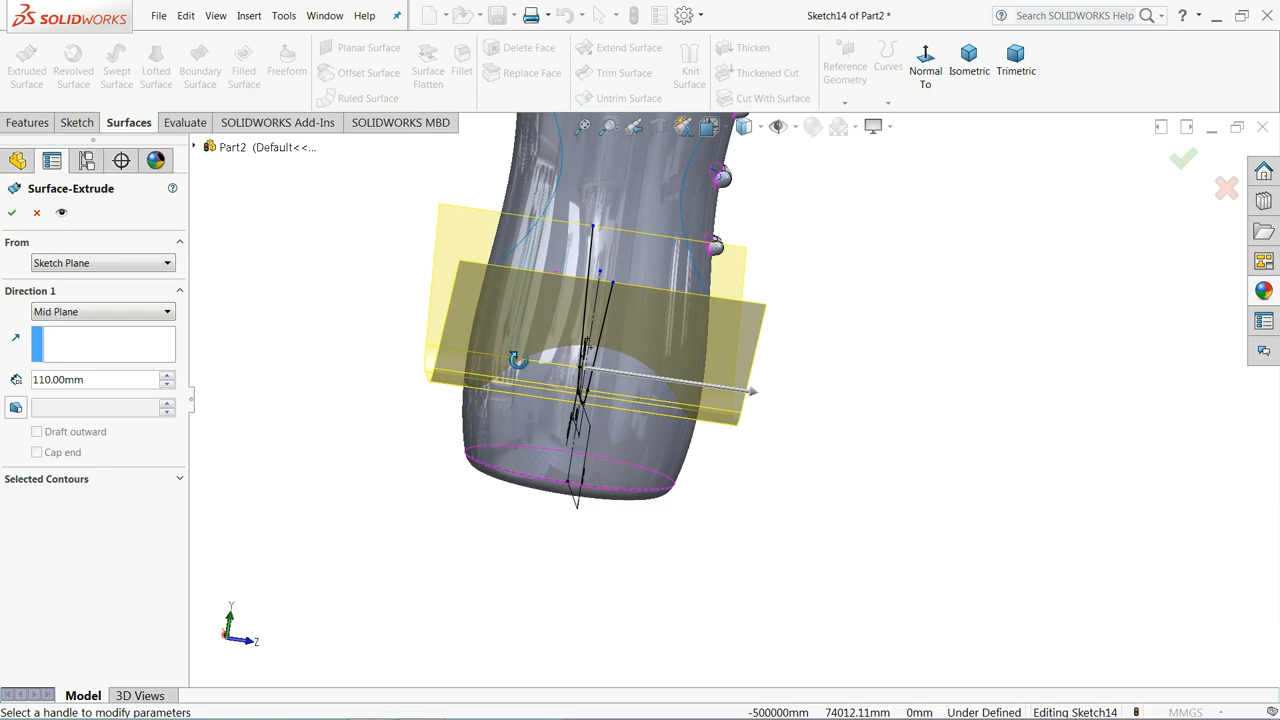 SOLIDWORKS File Edit View Insert Tools Window Help Sketch14 of Part2 * Search SOLIDWORKS Help ?
Extruded Surface
Revolved Surface
Swept Surface
Lofted Surface
Boundary Surface
Filled Surface
Freeform
Planar Surface
Offset Surface
Ruled Surface
Surface Flatten
Fillet
Delete Face
Replace Face
Knit Surface
Extend Surface
Trim Surface
Untrim Surface
Thicken
Thickened Cut
Cut With Surface
Reference Geometry
Curves
Normal To
Isometric
Trimetric
Features Sketch Surfaces Evaluate SOLIDWORKS Add-Ins SOLIDWORKS MBD
Part2 (Default<<...
Surface-Extrude
From
Sketch Plane
Direction 1
Mid Plane
110.00mm
Draft outward
Cap end
Selected Contours
Y
Z
Model 3D Views
Select a handle to modify parameters -500000mm 74012.11mm 0mm Under Defined Editing Sketch14 MMGS